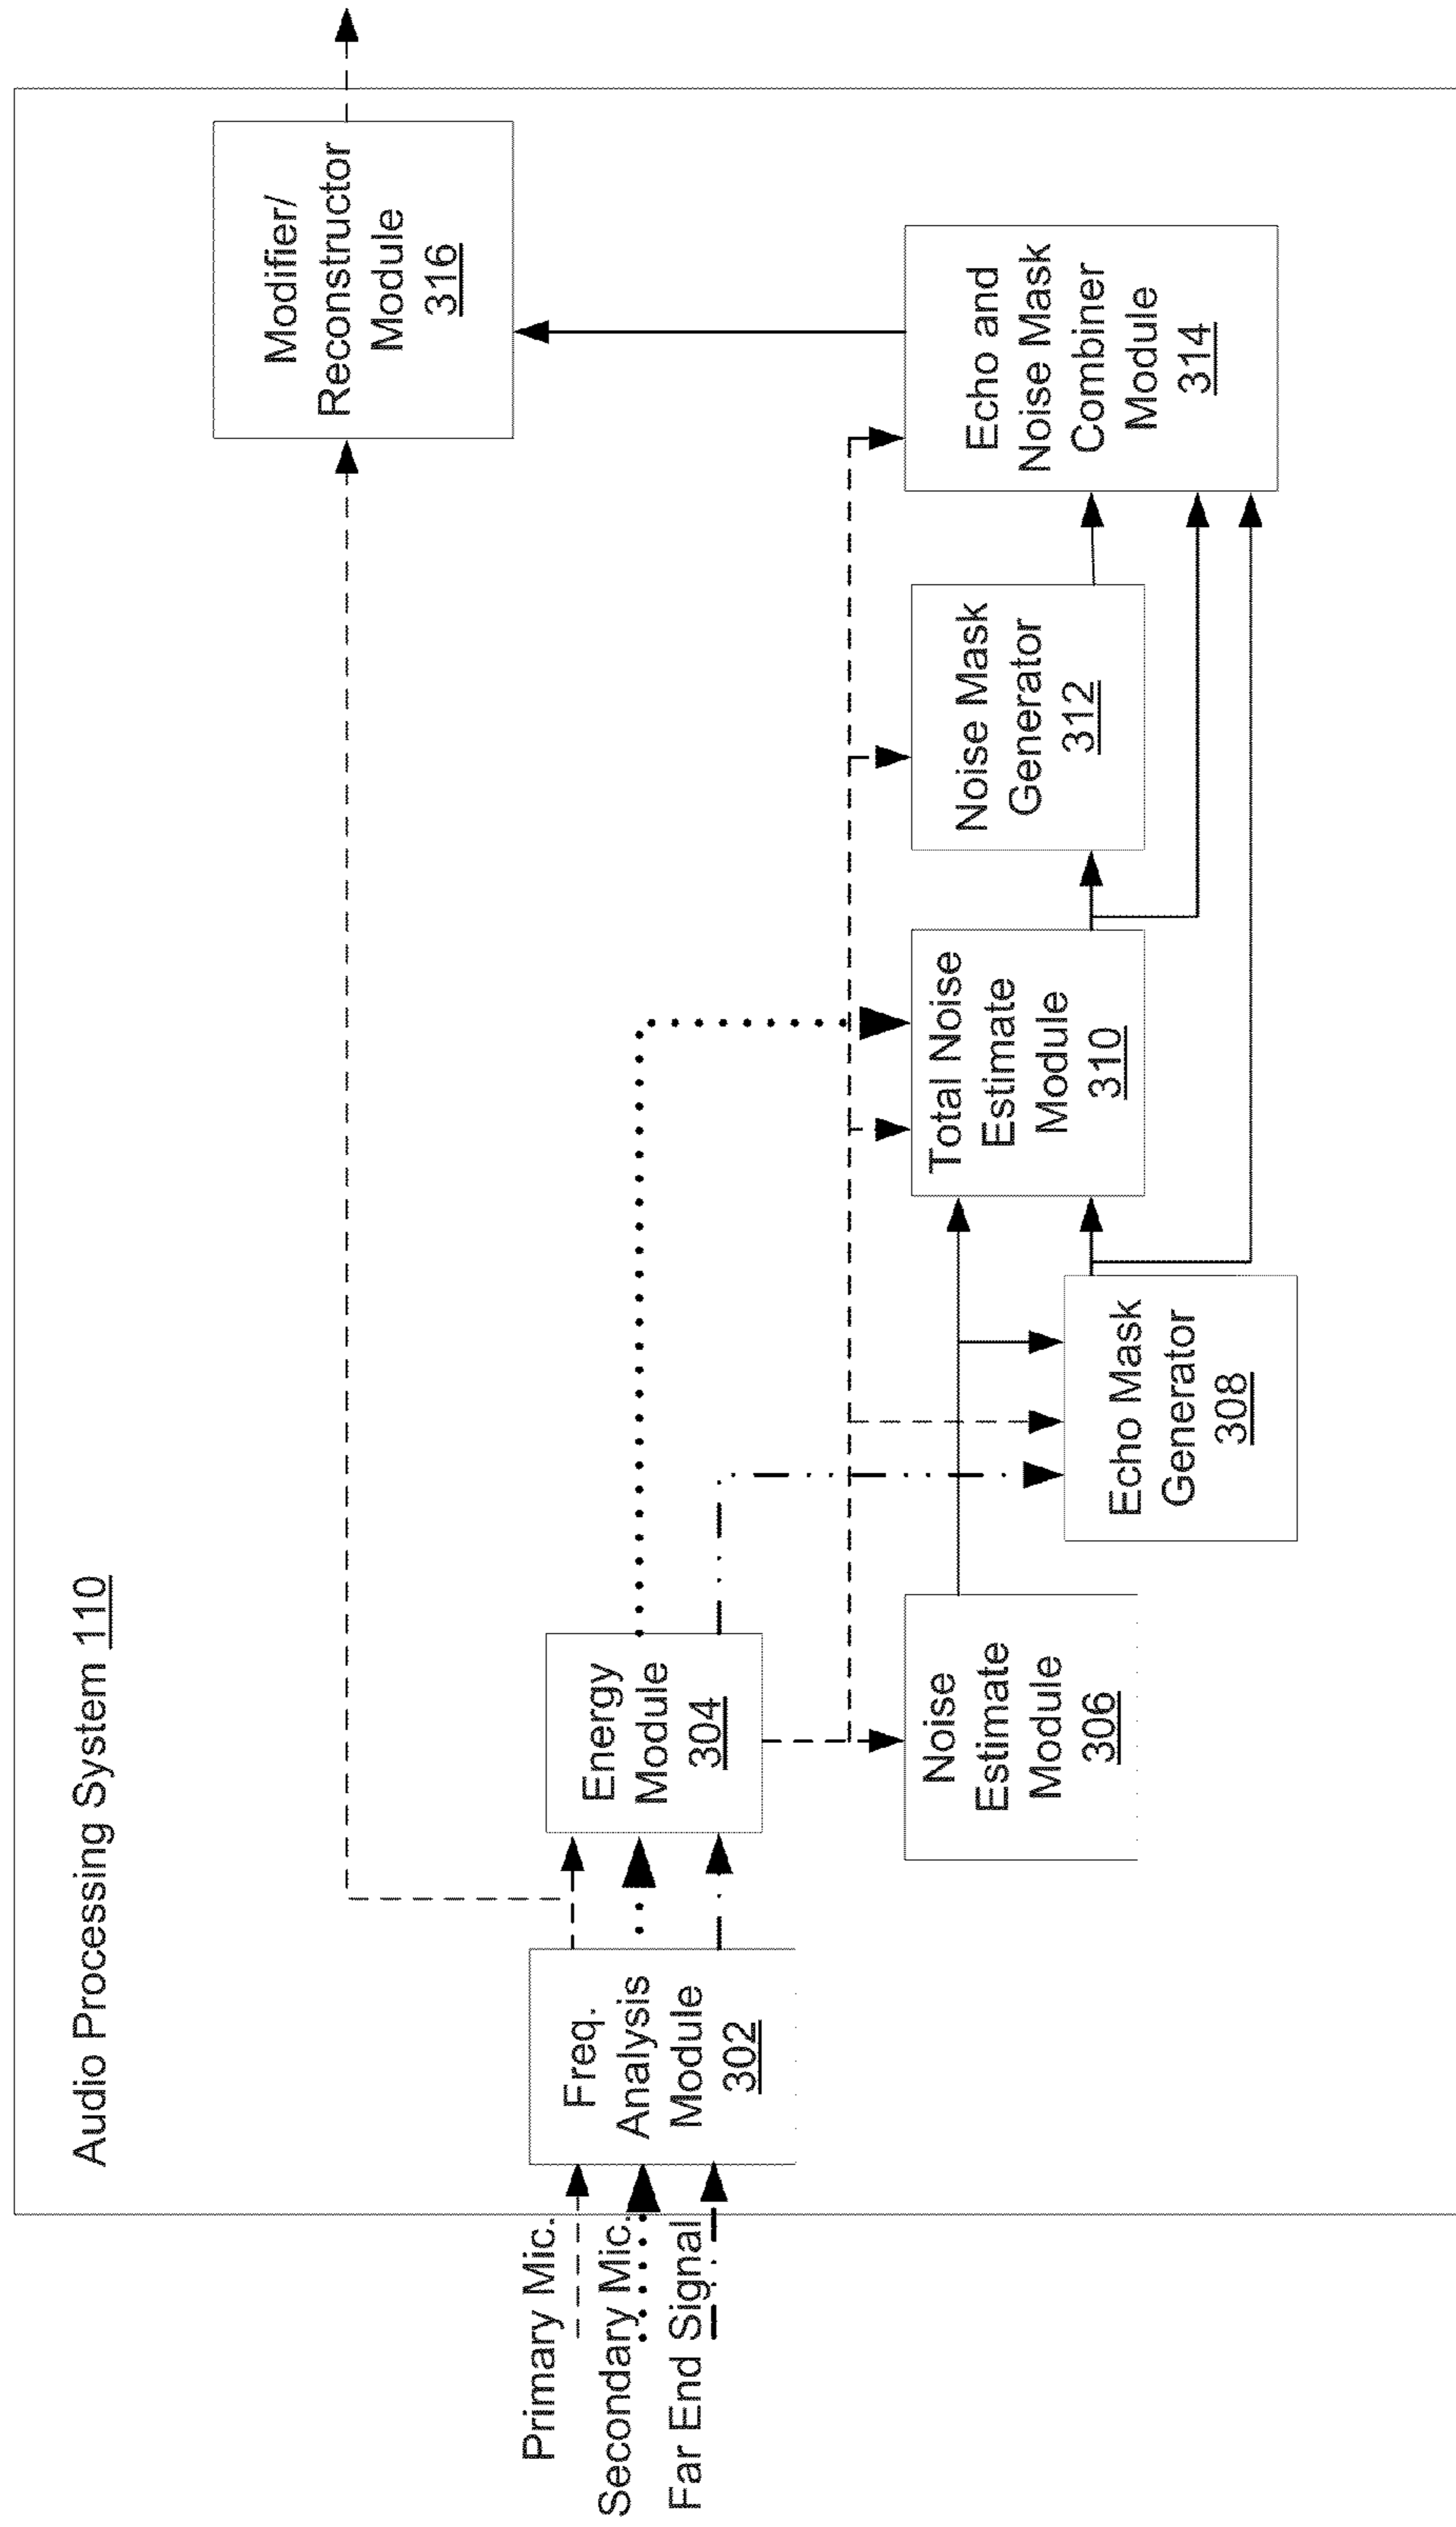 Audio Processing System 110
Primary Mic.
Secondary Mic.
Far End Signal
Freq.
Analysis
Module
302
Energy
Module
304
Noise
Estimate
Module
306
Echo Mask
Generator
308
Total Noise
Estimate
Module
310
Noise Mask
Generator
312
Echo and
Noise Mask
Combiner
Module
314
Modifier/
Reconstructor
Module
316